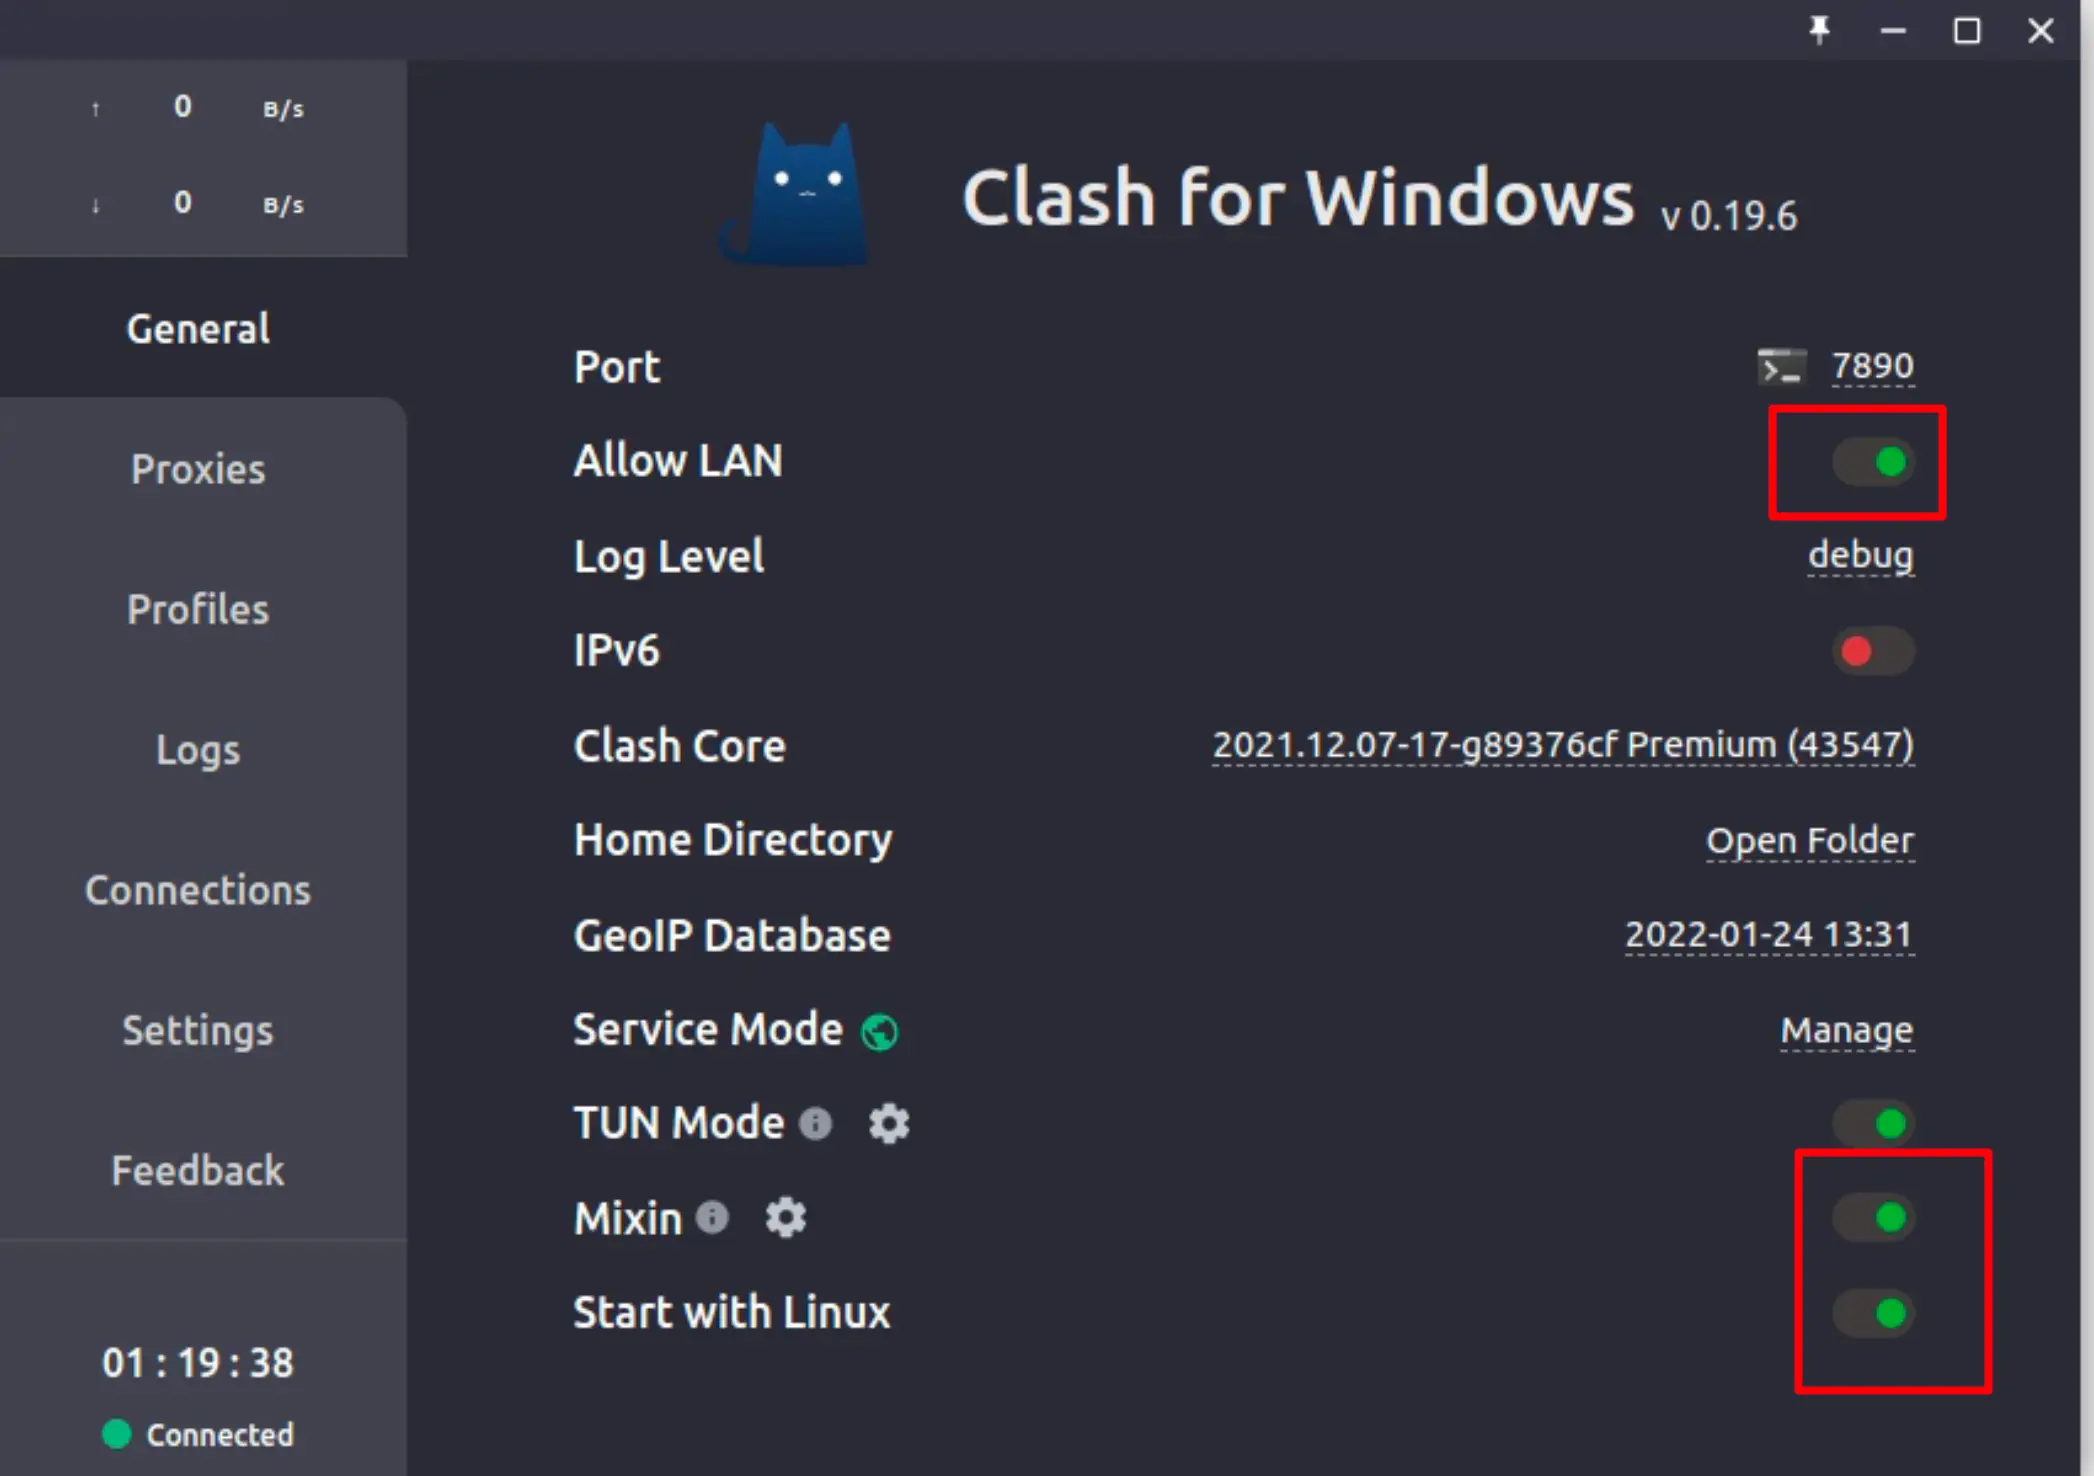 ↑ 0 B/s
↓ 0 B/s
General
Proxies
Profiles
Logs
Connections
Settings
Feedback
01 : 19 : 38
Connected
Clash for Windows v 0.19.6
Port 7890
Allow LAN
Log Level debug
IPv6
Clash Core 2021.12.07-17-g89376cf Premium (43547)
Home Directory Open Folder
GeoIP Database 2022-01-24 13:31
Service Mode Manage
TUN Mode
Mixin
Start with Linux